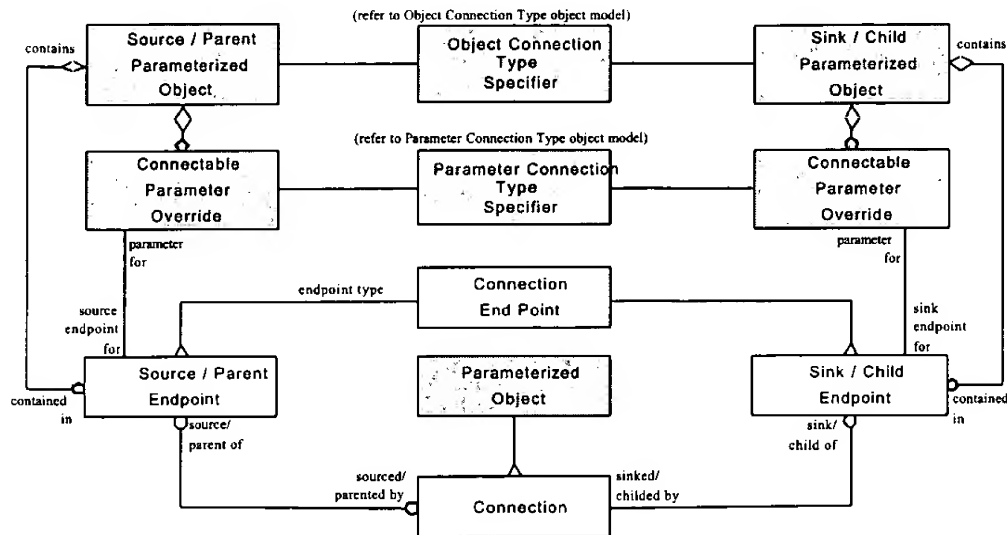 (refer to Object Connection Type object model)
contains
Source / Parent
Parameterized
Object
Object Connection
Type
Specifier
Sink / Child
Parameterized
Object
contains
(refer to Parameter Connection Type object model)
Connectable
Parameter
Override
Parameter Connection
Type
Specifier
Connectable
Parameter
Override
parameter
for
parameter
for
endpoint type
Connection
End Point
source
endpoint
for
sink
endpoint
for
Source / Parent
Endpoint
Parameterized
Object
Sink / Child
Endpoint
contained
in
contained
in
source/
parent of
sink/
child of
sourced/
parented by
Connection
sinked/
childed by